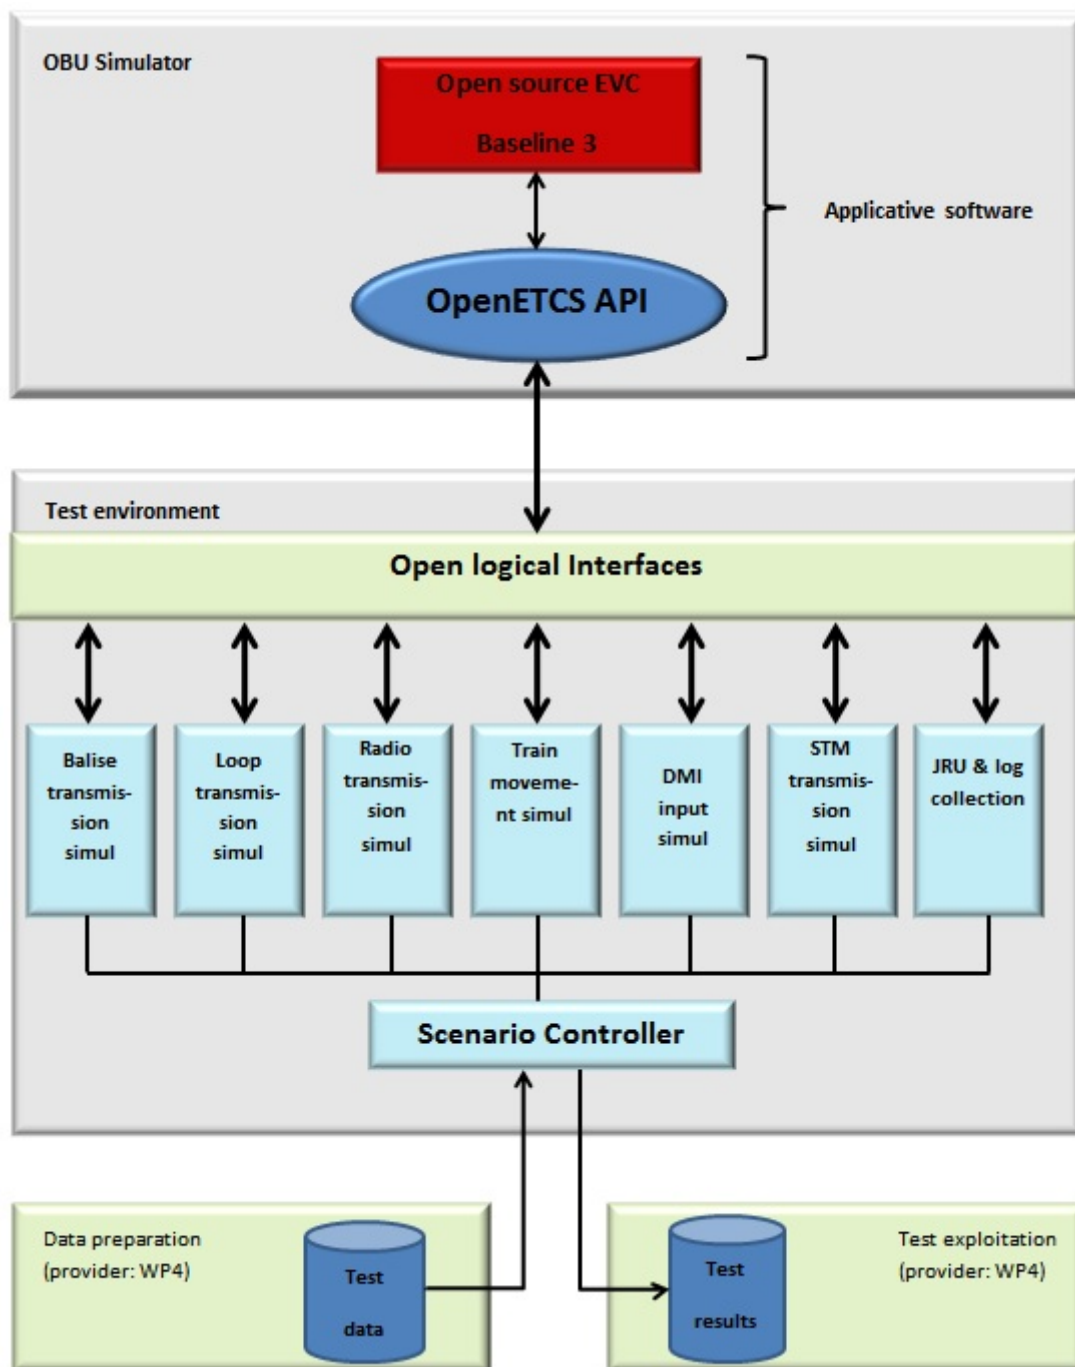 OBU Simulator
Open source EVC
Baseline 3
Applicative software
OpenETCS API
Test environment
Open logical Interfaces
Balise
transmis-
sion
simul
Loop
transmis-
sion
simul
Radio
transmis-
sion
simul
Train
moveme-
nt simul
DMI
input
simul
STM
transmis-
sion
simul
JRU & log
collection
Scenario Controller
Data preparation
(provider: WP4)
Test
data
Test
results
Test exploitation
(provider: WP4)